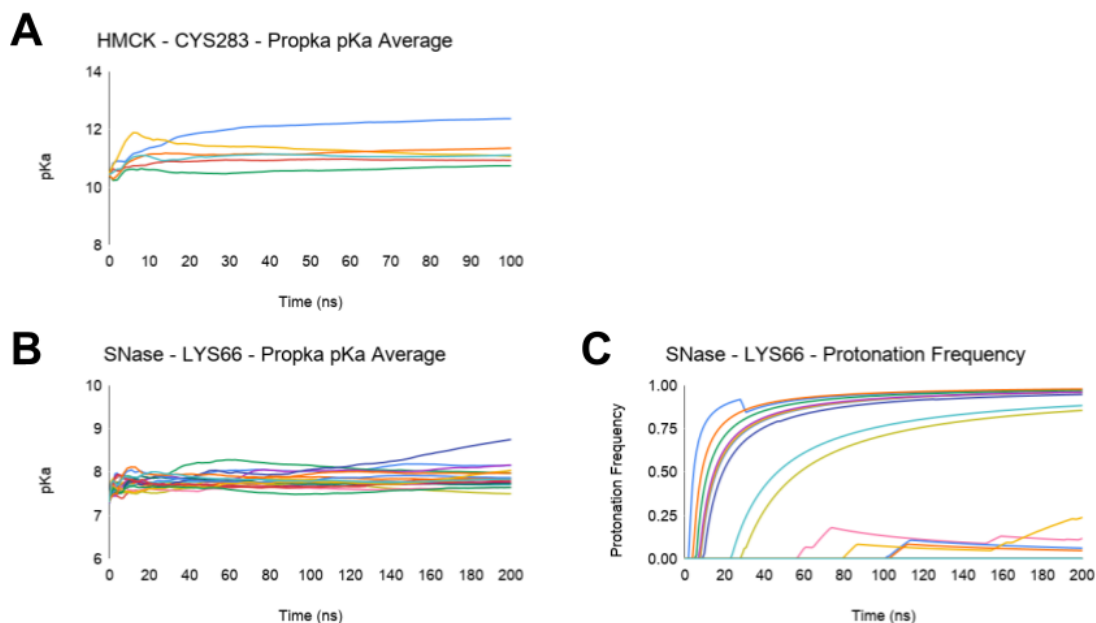 A
HMCK - CYS283 - Propka pKa Average
14
12
10
8
pKa
0 10 20 30 40 50 60 70 80 90 100
Time (ns)
B
SNase - LYS66 - Propka pKa Average
10
9
8
7
6
pKa
0 20 40 60 80 100 120 140 160 180 200
Time (ns)
C
SNase - LYS66 - Protonation Frequency
1.00
0.75
0.50
0.25
0.00
Protonation Frequency
0 20 40 60 80 100 120 140 160 180 200
Time (ns)